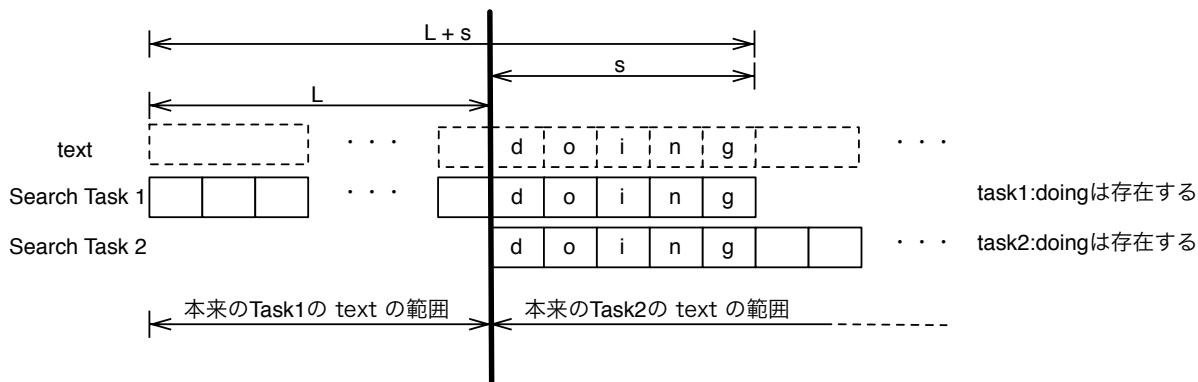 L + s
s
L
text ・・・ d o i n g ・・・
Search Task 1 ・・・ d o i n g task1:doingは存在する
Search Task 2 d o i n g ・・・ task2:doingは存在する
本来のTask1の text の範囲 本来のTask2の text の範囲